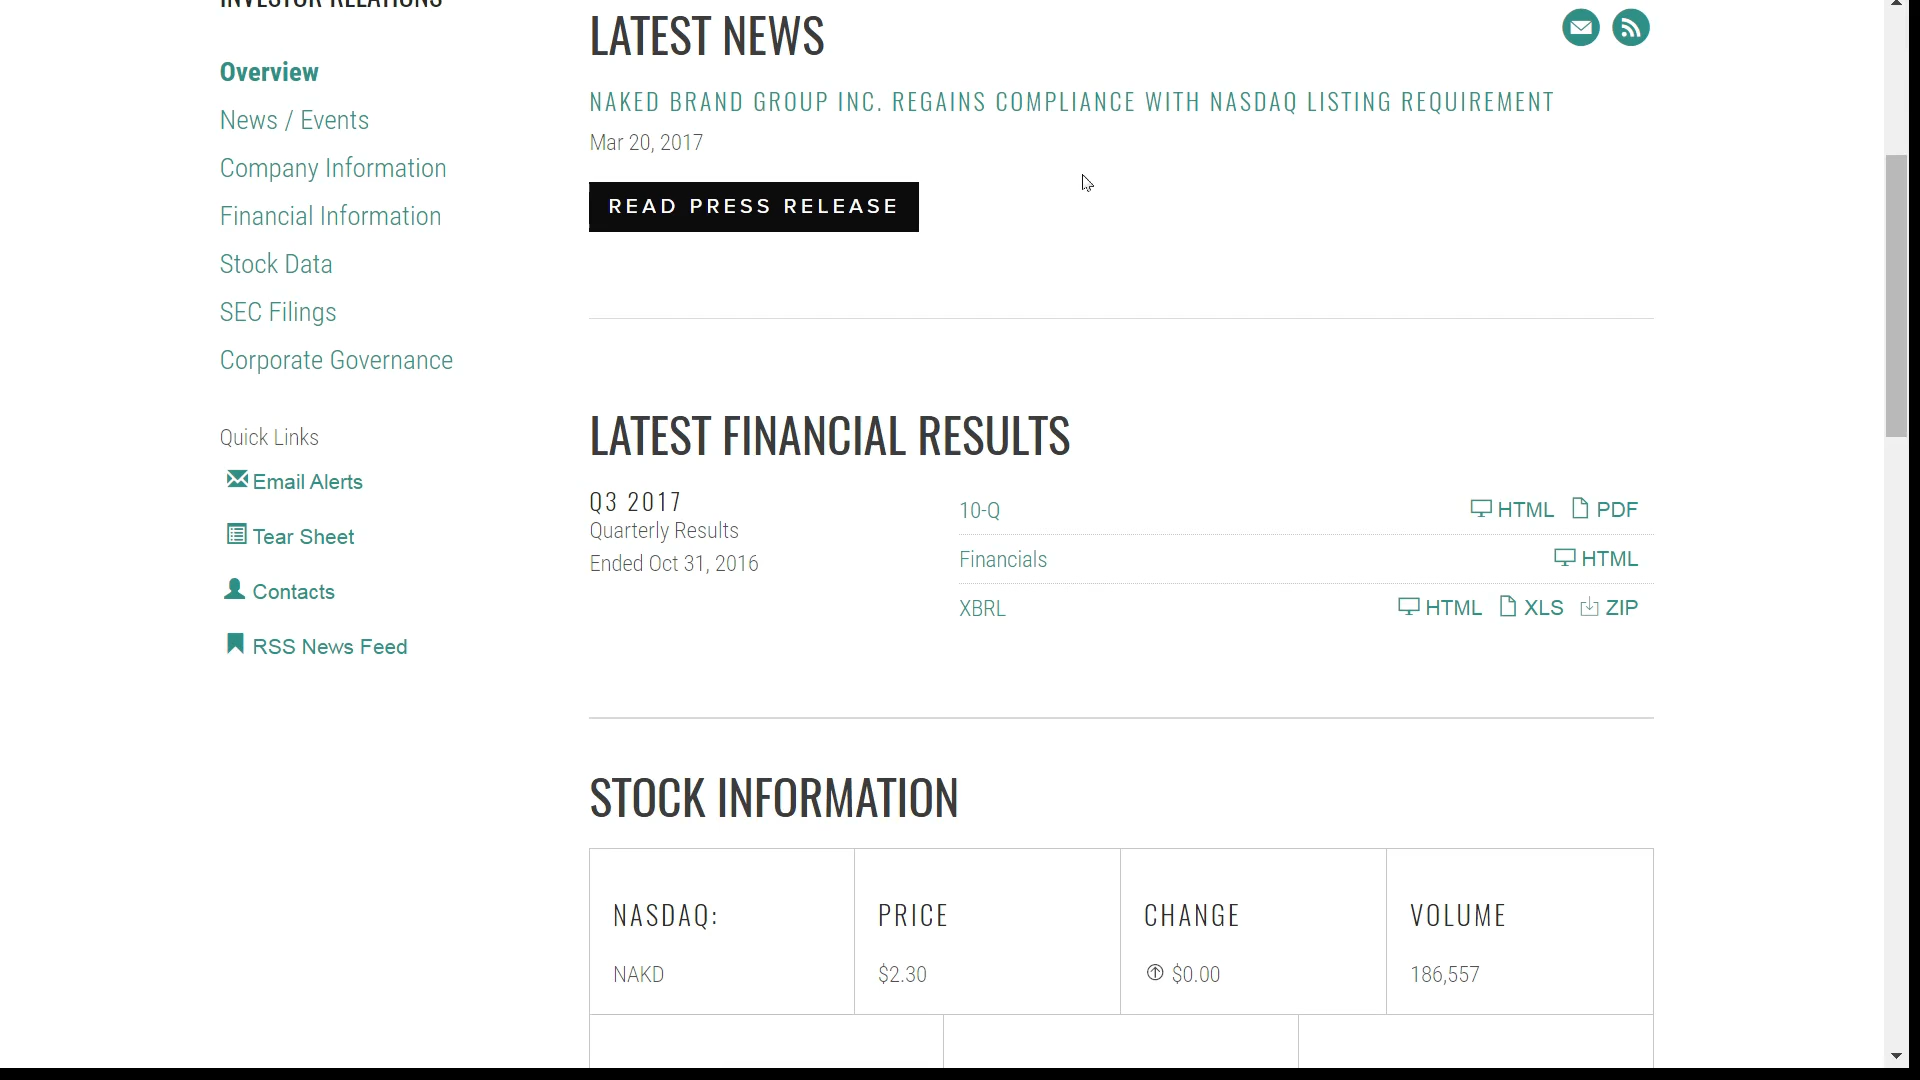 INVESTOR RELATIONS
Overview
News / Events
Company Information
Financial Information
Stock Data
SEC Filings
Corporate Governance
Quick Links
Email Alerts
Tear Sheet
Contacts
RSS News Feed
LATEST NEWS
NAKED BRAND GROUP INC. REGAINS COMPLIANCE WITH NASDAQ LISTING REQUIREMENT
Mar 20, 2017
READ PRESS RELEASE
LATEST FINANCIAL RESULTS
Q3 2017
Quarterly Results
Ended Oct 31, 2016
10-Q HTML PDF
Financials HTML
XBRL HTML XLS ZIP
STOCK INFORMATION
NASDAQ: PRICE CHANGE VOLUME
NAKD $2.30 $0.00 186,557